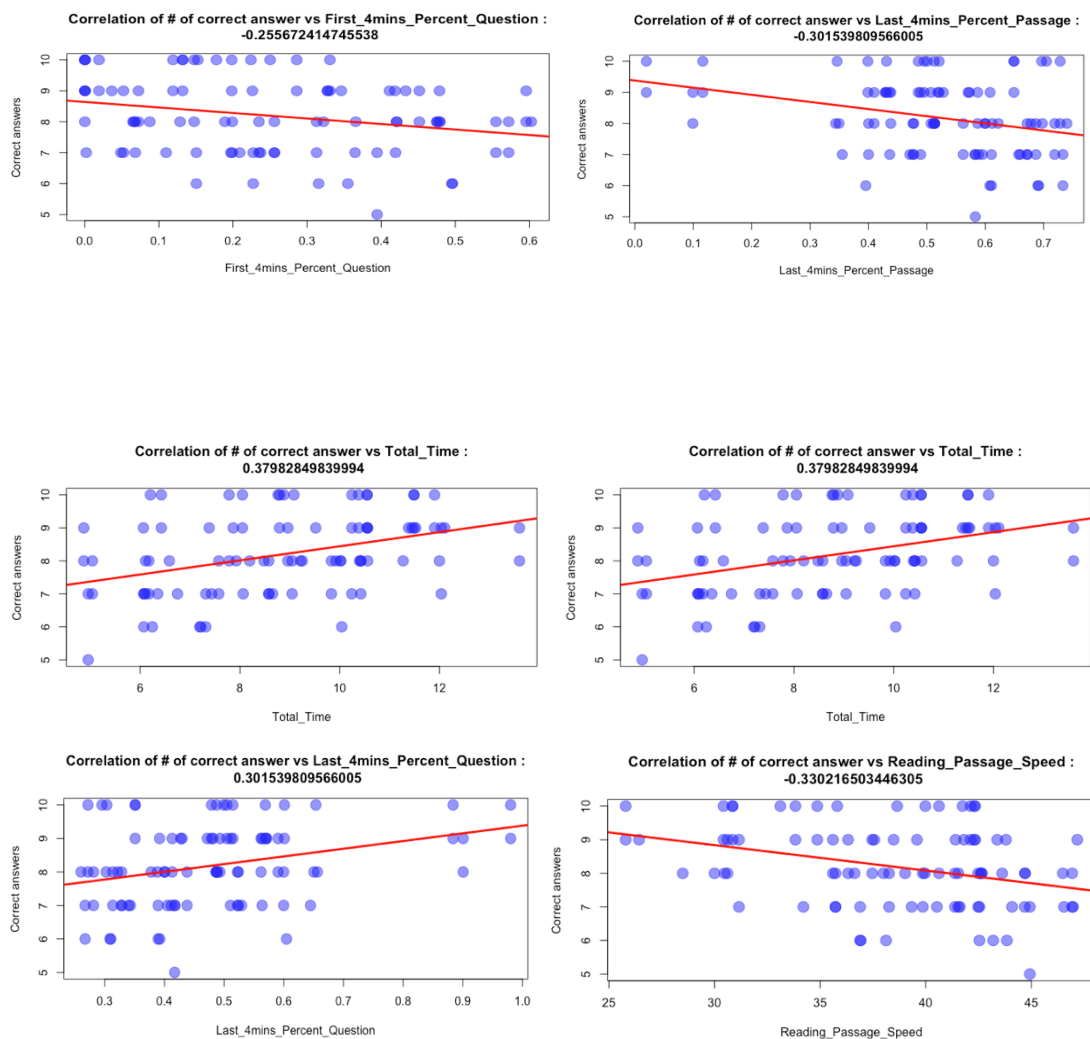 Correlation of # of correct answer vs First_4mins_Percent_Question :
-0.255672414745538
Correct answers
10
9
8
7
6
5
0.0 0.1 0.2 0.3 0.4 0.5 0.6
First_4mins_Percent_Question
Correlation of # of correct answer vs Last_4mins_Percent_Passage :
-0.301539809566005
Correct answers
10
9
8
7
6
5
0.0 0.1 0.2 0.3 0.4 0.5 0.6 0.7
Last_4mins_Percent_Passage
Correlation of # of correct answer vs Total_Time :
0.37982849839994
Correct answers
10
9
8
7
6
5
6 8 10 12
Total_Time
Correlation of # of correct answer vs Total_Time :
0.37982849839994
Correct answers
10
9
8
7
6
5
6 8 10 12
Total_Time
Correlation of # of correct answer vs Last_4mins_Percent_Question :
0.301539809566005
Correct answers
10
9
8
7
6
5
0.3 0.4 0.5 0.6 0.7 0.8 0.9 1.0
Last_4mins_Percent_Question
Correlation of # of correct answer vs Reading_Passage_Speed :
-0.330216503446305
Correct answers
10
9
8
7
6
5
25 30 35 40 45
Reading_Passage_Speed